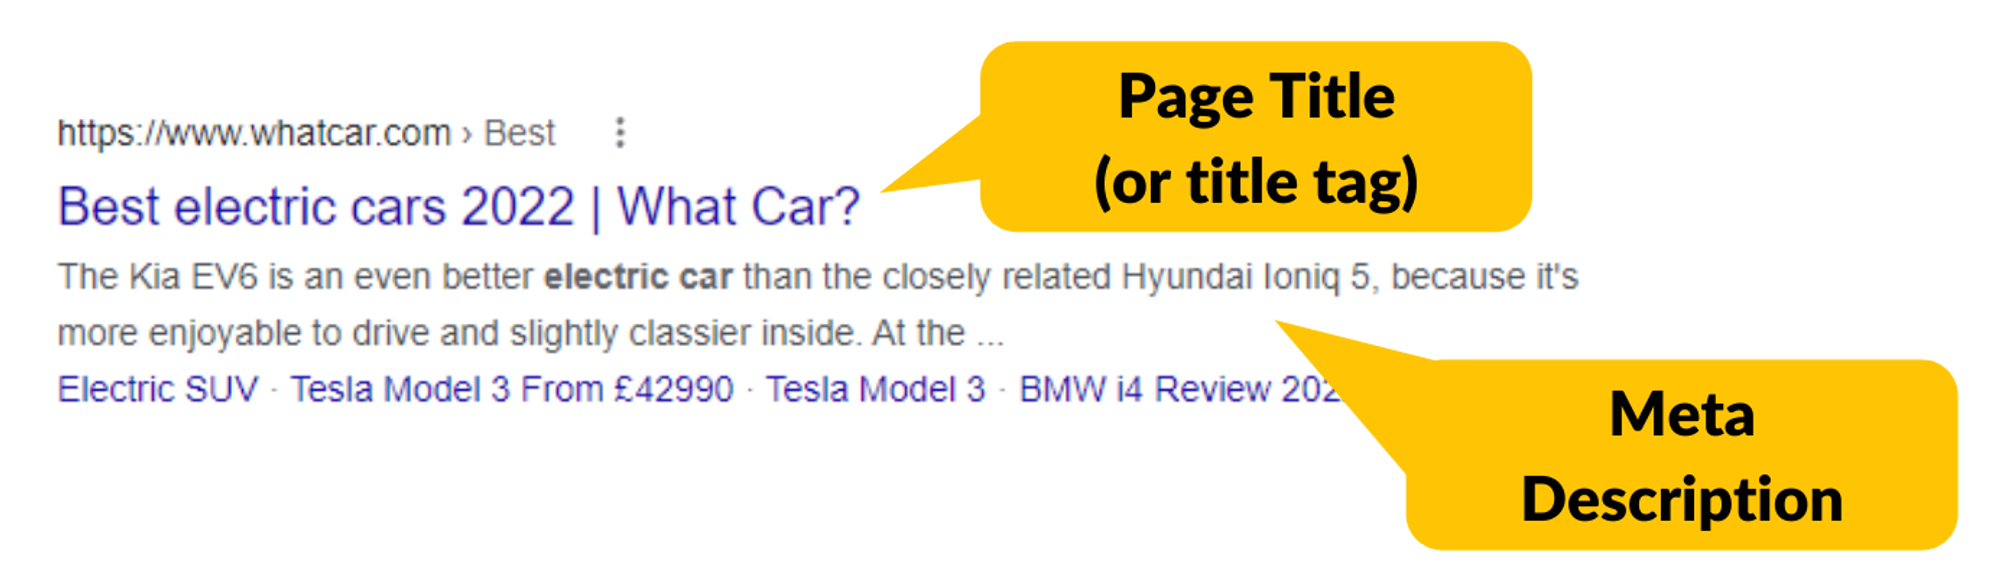 https://www.whatcar.com › Best
Best electric cars 2022 | What Car?
The Kia EV6 is an even better electric car than the closely related Hyundai Ioniq 5, because it's
more enjoyable to drive and slightly classier inside. At the ...
Electric SUV · Tesla Model 3 From £42990 · Tesla Model 3 · BMW i4 Review
Page Title
(or title tag)
Meta
Description